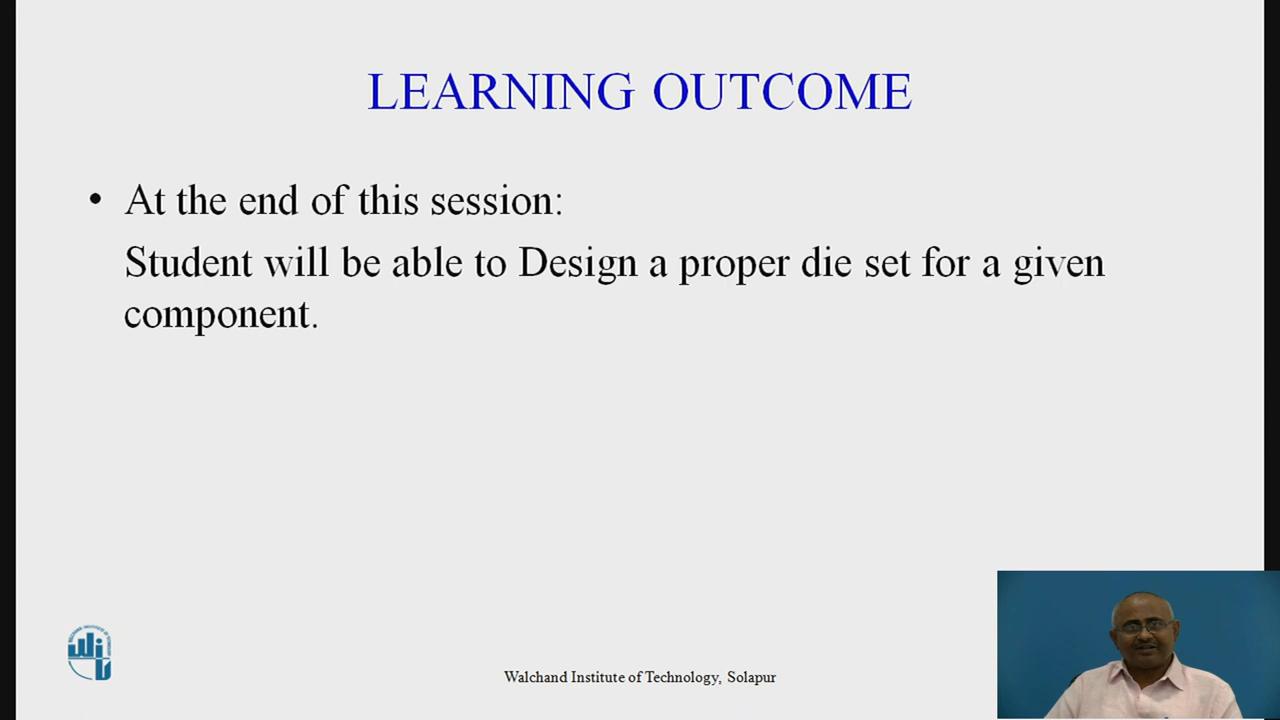 LEARNING OUTCOME
• At the end of this session:
Student will be able to Design a proper die set for a given
component.
Walchand Institute of Technology, Solapur